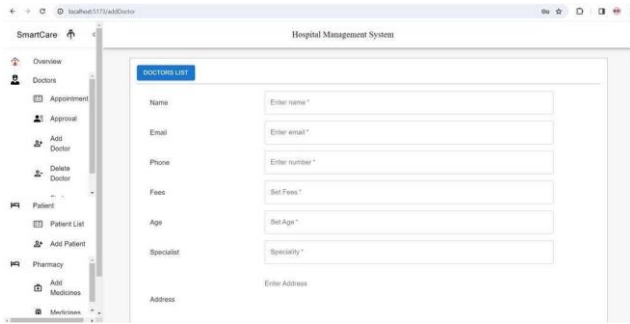 localhost:5173/addDoctor
SmartCare
Hospital Management System
Overview
Doctors
Appointment
Approval
Add
Doctor
Delete
Doctor
Patient
Patient List
Add Patient
Pharmacy
Add
Medicines
Medicines
DOCTORS LIST
Name
Enter name *
Email
Enter email *
Phone
Enter number *
Fees
Set Fees *
Age
Set Age *
Specialist
Speciality *
Enter Address
Address